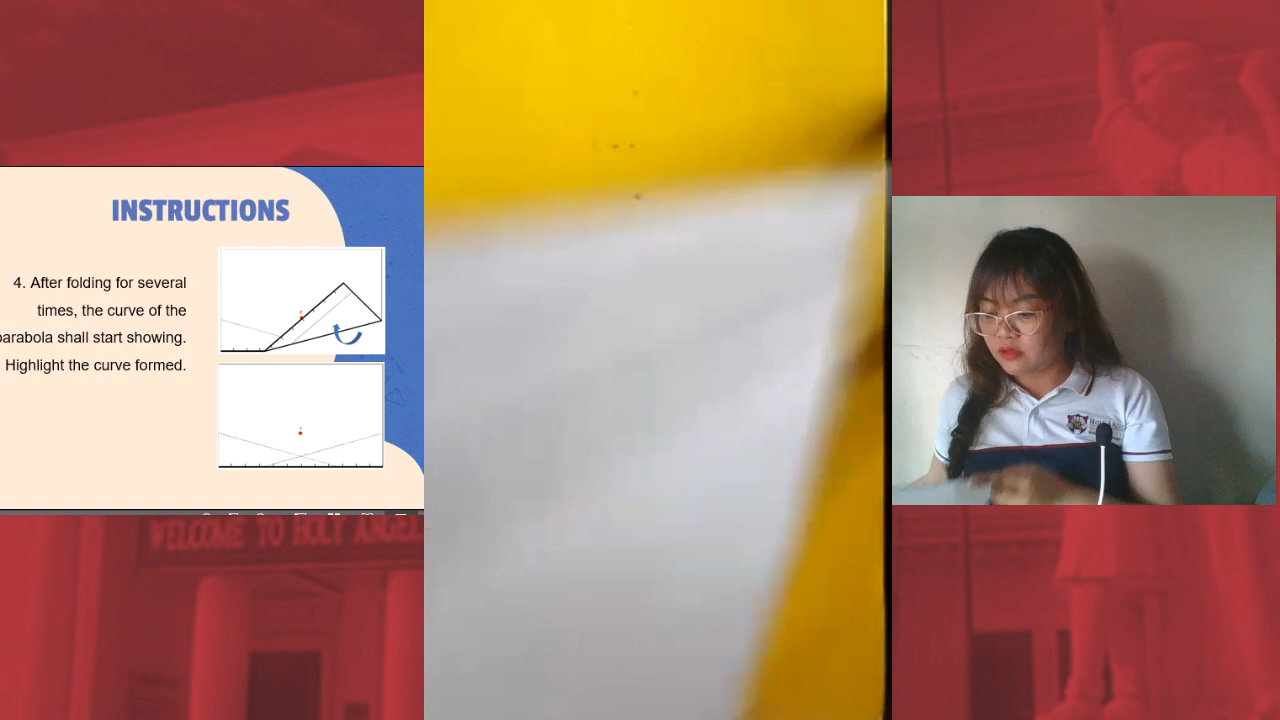 INSTRUCTIONS
4. After folding for several
times, the curve of the
parabola shall start showing.
Highlight the curve formed.
WELCOME TO HOLY ANGEL